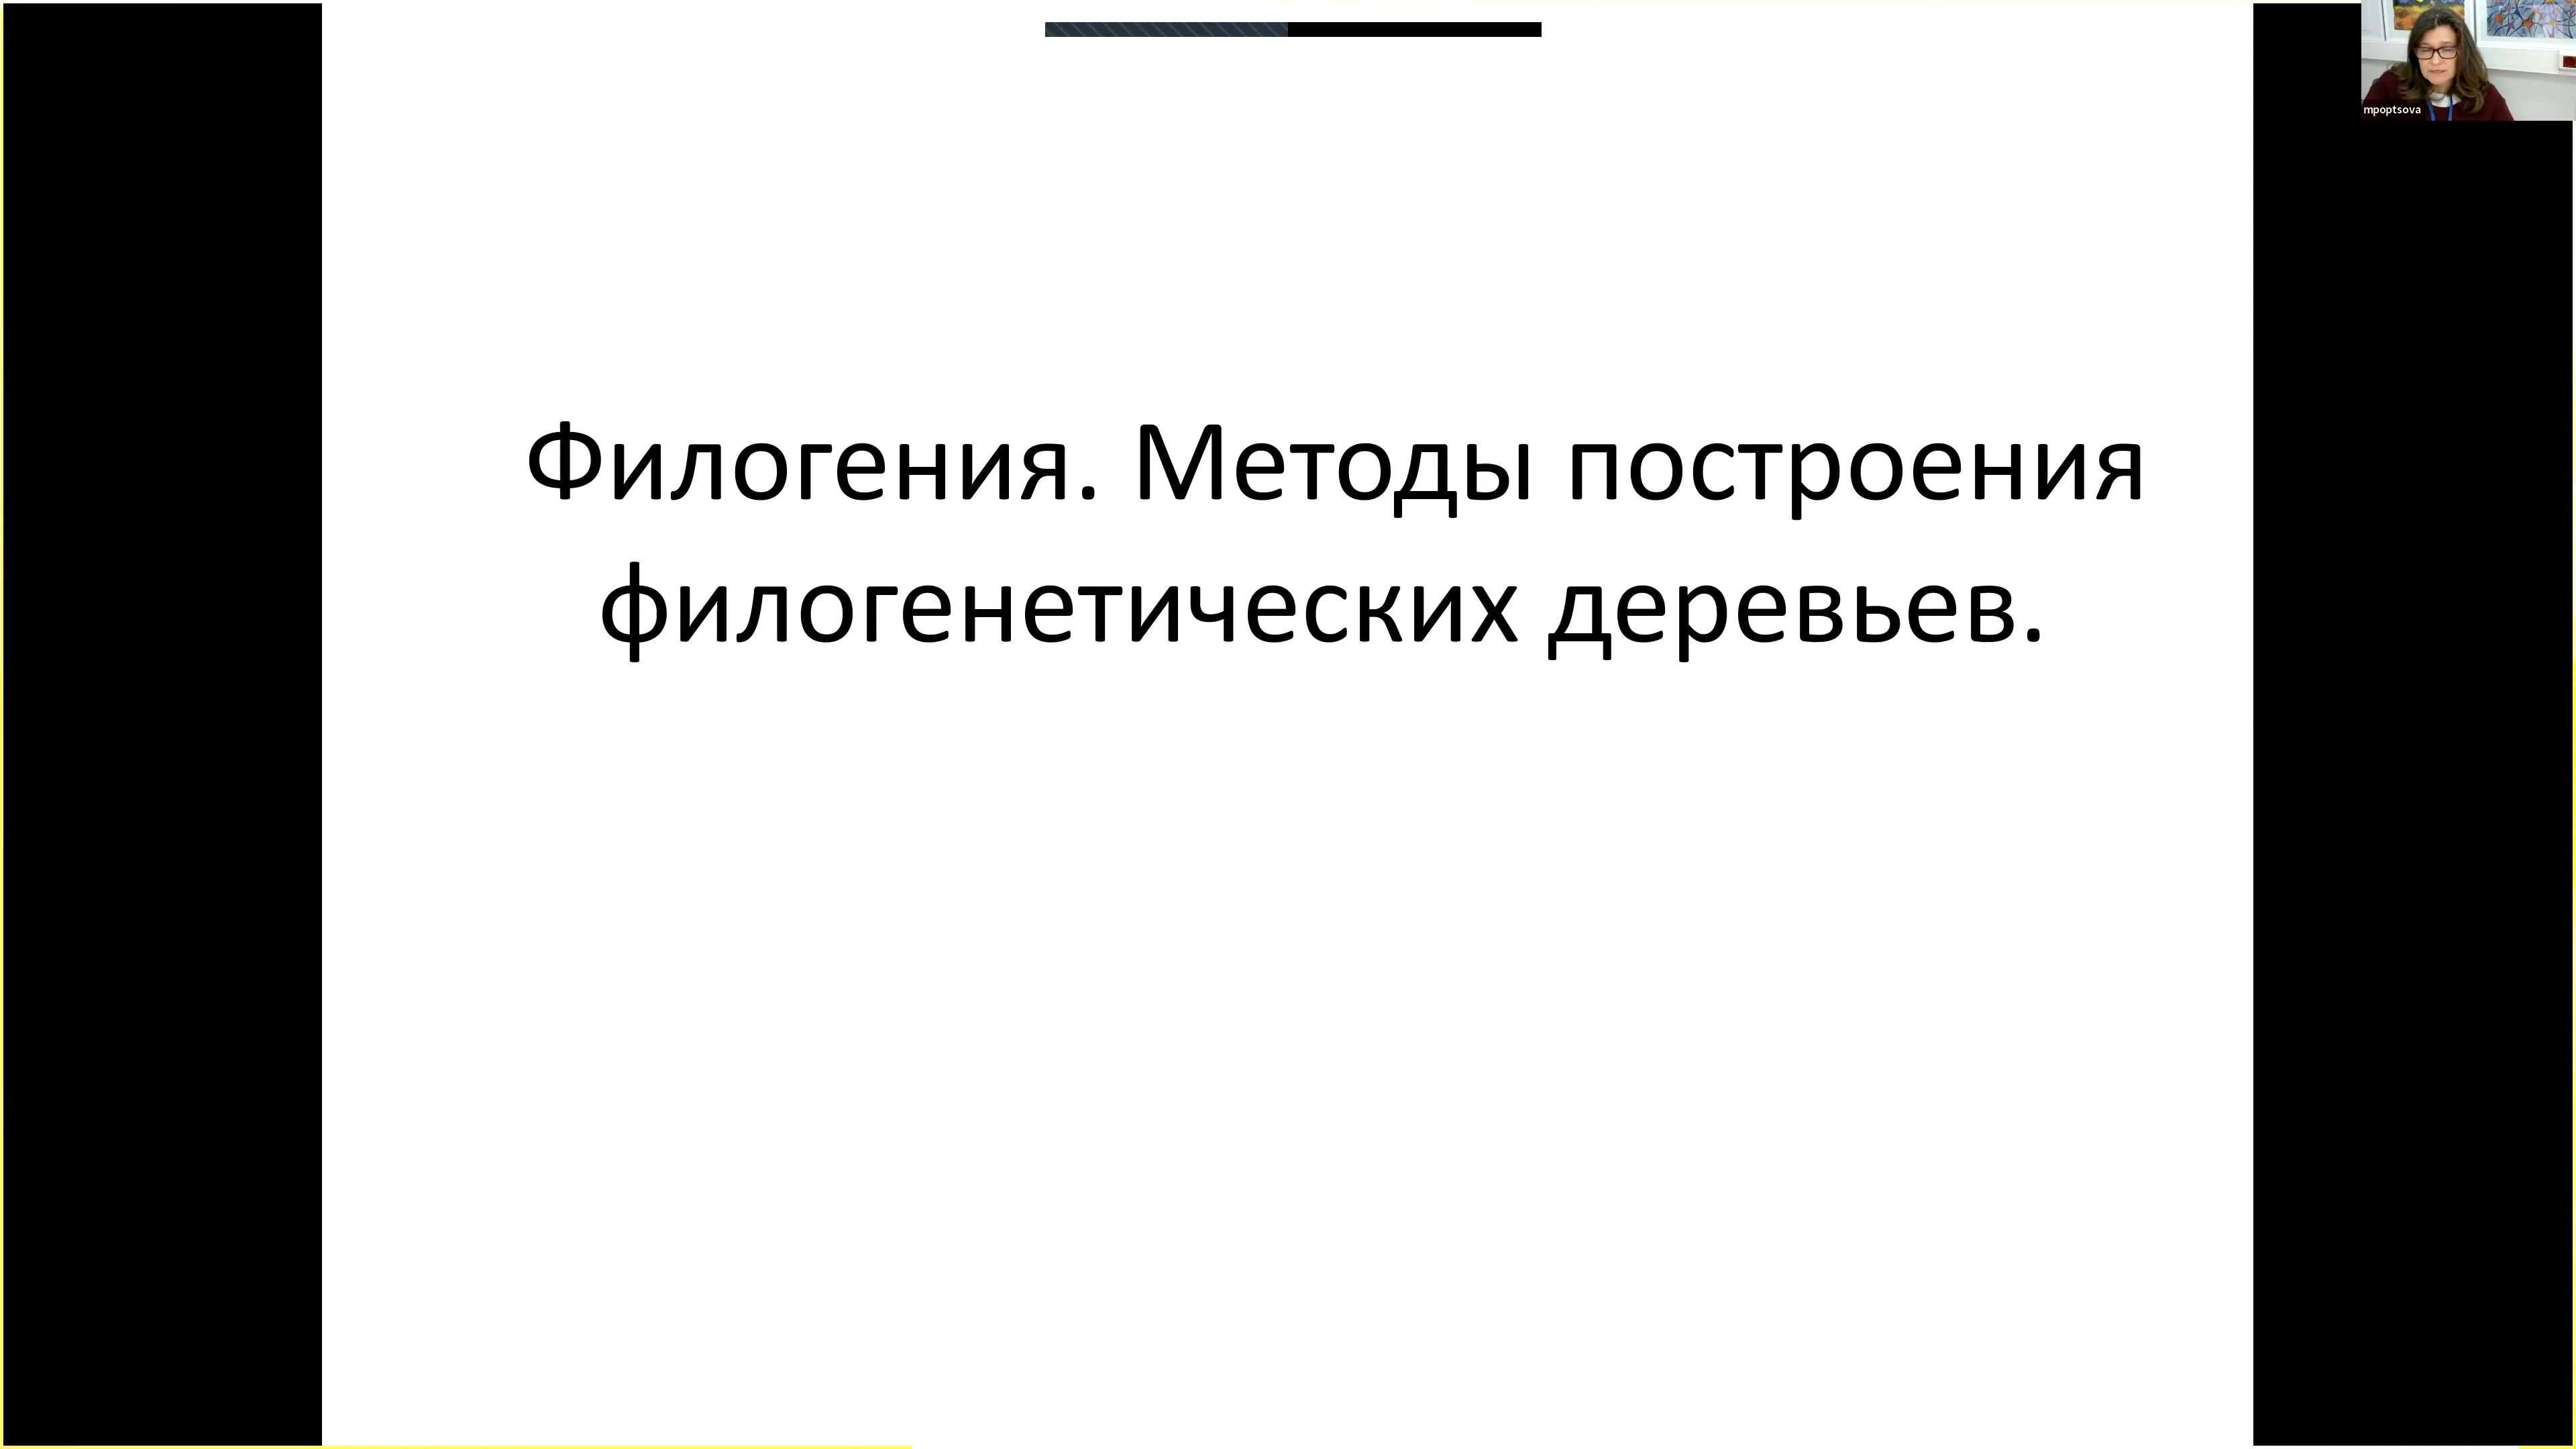 mpoptsova
Филогения. Методы построения
филогенетических деревьев.